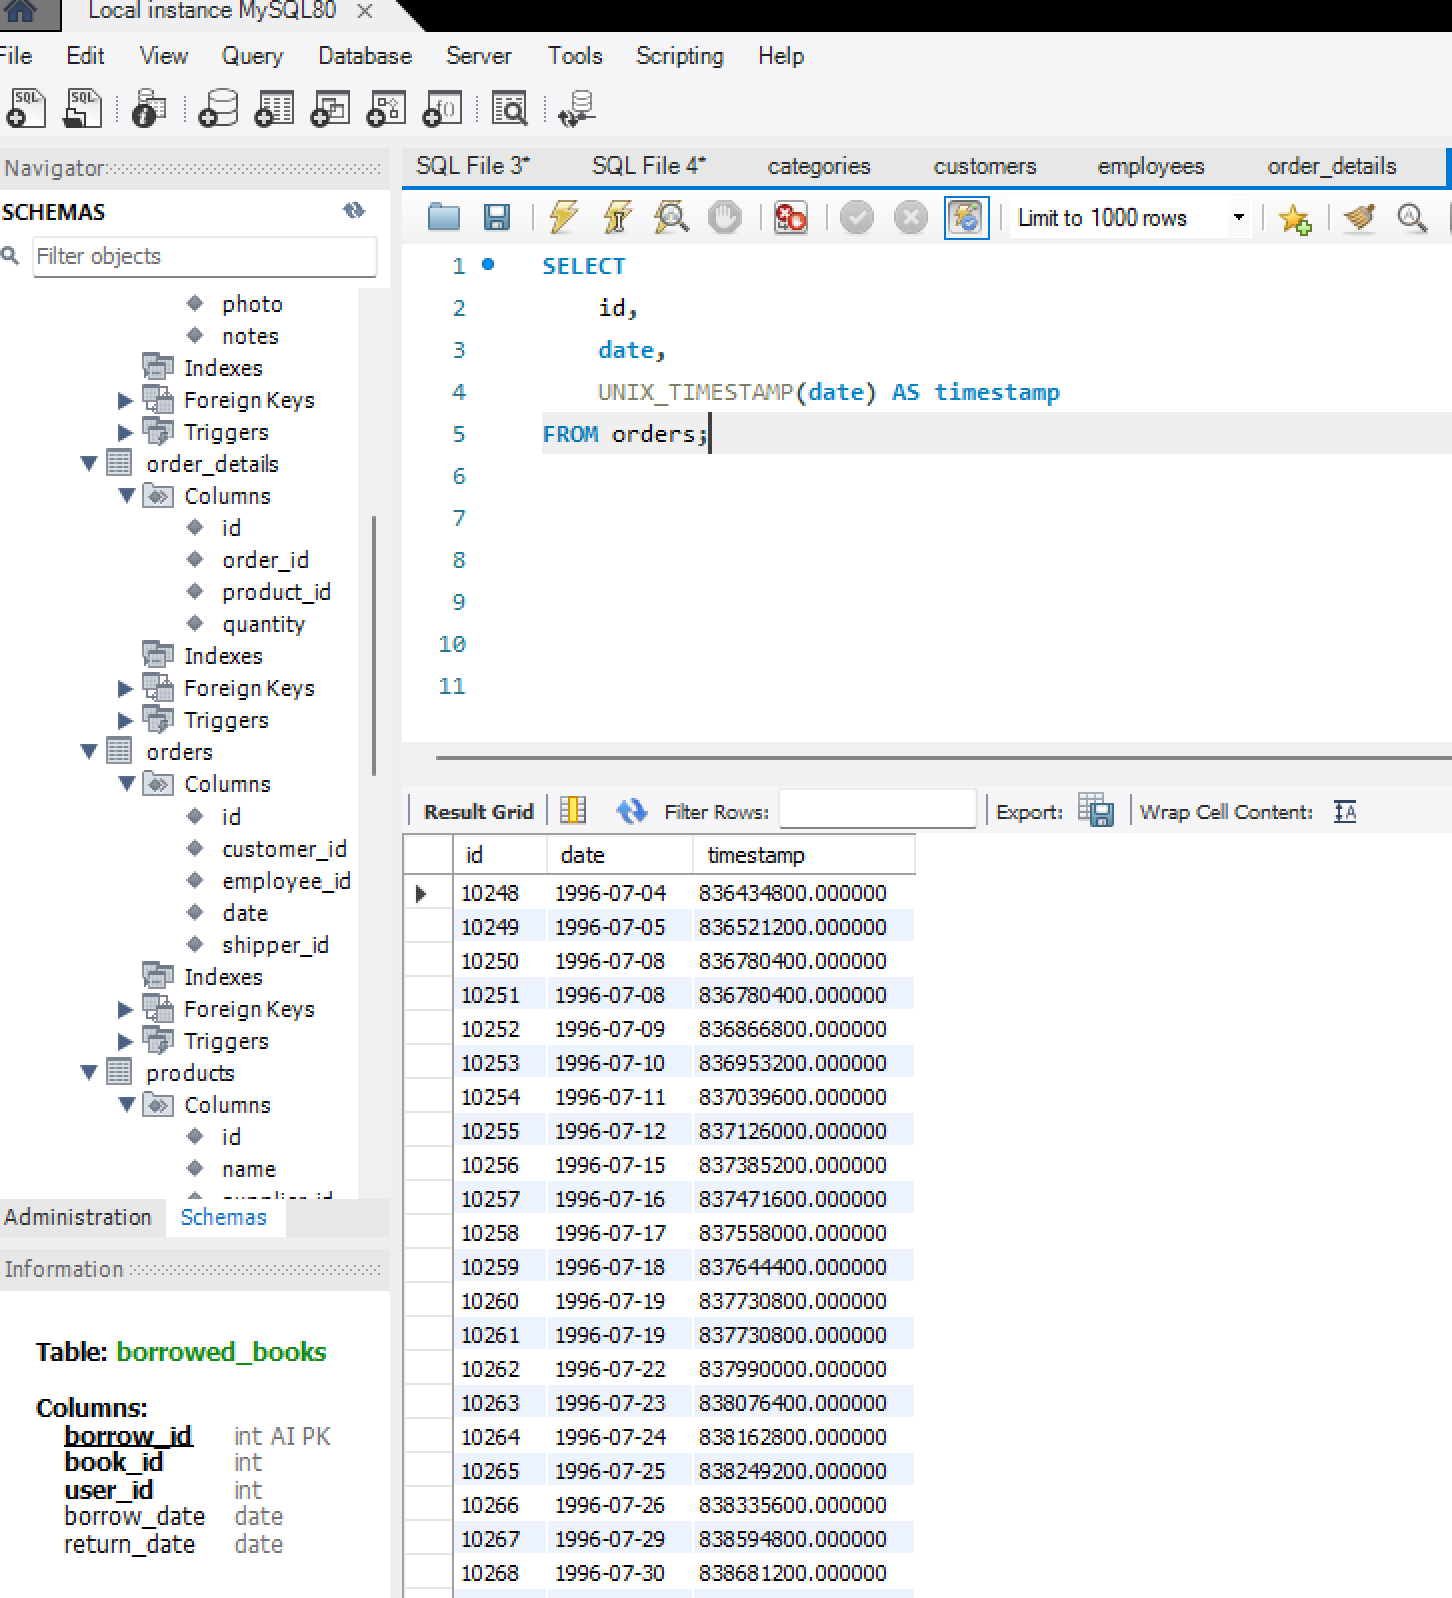 Local instance MySQL80
File Edit View Query Database Server Tools Scripting Help
Navigator
SCHEMAS
Filter objects
photo
notes
Indexes
Foreign Keys
Triggers
order_details
Columns
id
order_id
product_id
quantity
Indexes
Foreign Keys
Triggers
orders
Columns
id
customer_id
employee_id
date
shipper_id
Indexes
Foreign Keys
Triggers
products
Columns
id
name
Administration Schemas
Information
Table: borrowed_books
Columns:
borrow_id int AI PK
book_id int
user_id int
borrow_date date
return_date date
SQL File 3* SQL File 4* categories customers employees order_details
Limit to 1000 rows
1 SELECT
2 id,
3 date,
4 UNIX_TIMESTAMP(date) AS timestamp
5 FROM orders;
6
7
8
9
10
11
Result Grid Filter Rows: Export: Wrap Cell Content:
id date timestamp
10248 1996-07-04 836434800.000000
10249 1996-07-05 836521200.000000
10250 1996-07-08 836780400.000000
10251 1996-07-08 836780400.000000
10252 1996-07-09 836866800.000000
10253 1996-07-10 836953200.000000
10254 1996-07-11 837039600.000000
10255 1996-07-12 837126000.000000
10256 1996-07-15 837385200.000000
10257 1996-07-16 837471600.000000
10258 1996-07-17 837558000.000000
10259 1996-07-18 837644400.000000
10260 1996-07-19 837730800.000000
10261 1996-07-19 837730800.000000
10262 1996-07-22 837990000.000000
10263 1996-07-23 838076400.000000
10264 1996-07-24 838162800.000000
10265 1996-07-25 838249200.000000
10266 1996-07-26 838335600.000000
10267 1996-07-29 838594800.000000
10268 1996-07-30 838681200.000000